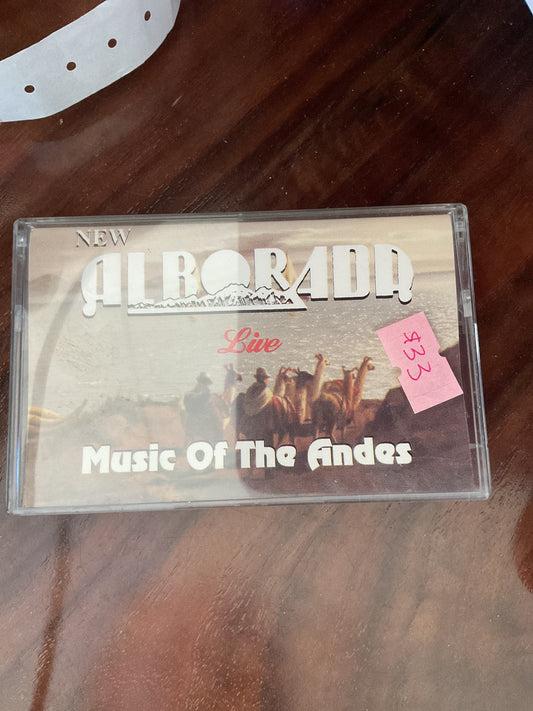 NEW
ALBORADA
Live
$33
Music Of The Andes